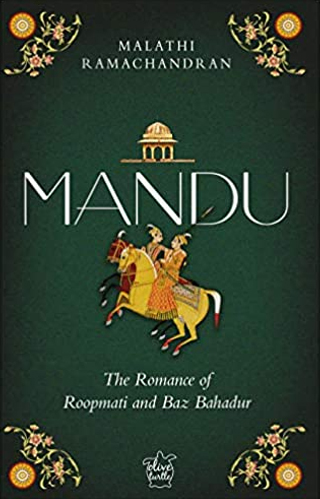 MALATHI
RAMACHANDRAN
MANDU
The Romance of
Roopmati and Baz Bahadur
olive
turtle